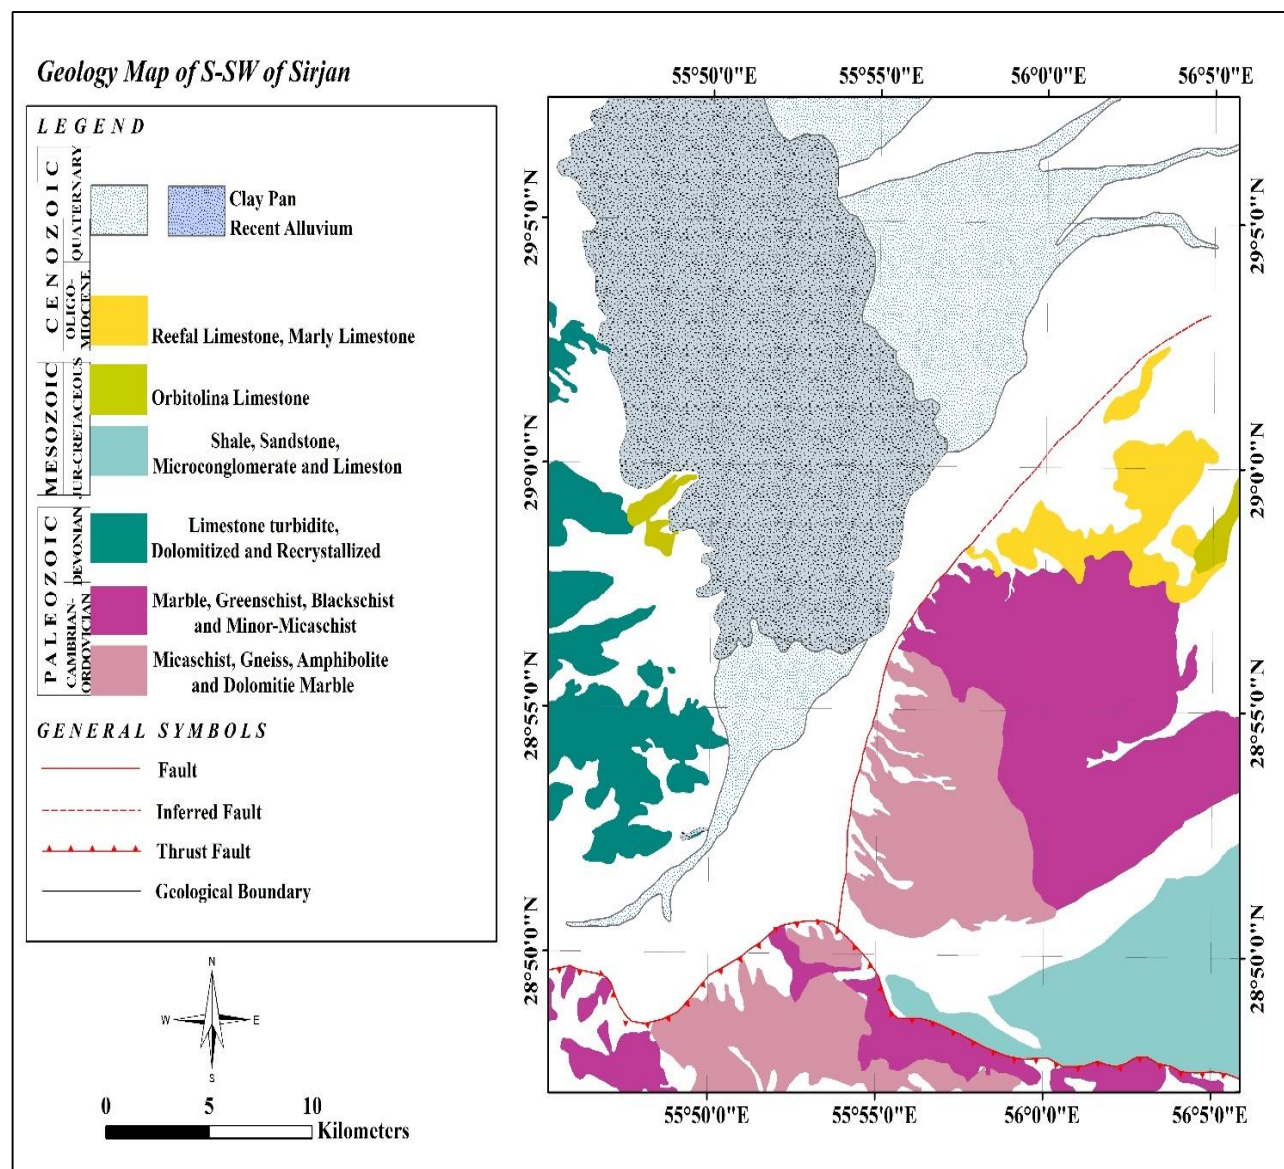 Geology Map of S-SW of Sirjan
LEGEND
CENOZOIC
QUATERNARY
Clay Pan
Recent Alluvium
OLIGO-
MIOCENE
Reefal Limestone, Marly Limestone
MESOZOIC
JUR-CRETACEOUS
Orbitolina Limestone
Shale, Sandstone,
Microconglomerate and Limeston
PALEOZOIC
DEVONIAN
Limestone turbidite,
Dolomitized and Recrystallized
CAMBRIAN-
ORDOVICIAN
Marble, Greenschist, Blackschist
and Minor-Micaschist
Micaschist, Gneiss, Amphibolite
and Dolomitie Marble
GENERAL SYMBOLS
Fault
Inferred Fault
Thrust Fault
Geological Boundary
N
W E
S
0 5 10
Kilometers
55°50'0"E 55°55'0"E 56°0'0"E 56°5'0"E
29°5'0"N 29°5'0"N
29°0'0"N 29°0'0"N
28°55'0"N 28°55'0"N
28°50'0"N 28°50'0"N
55°50'0"E 55°55'0"E 56°0'0"E 56°5'0"E